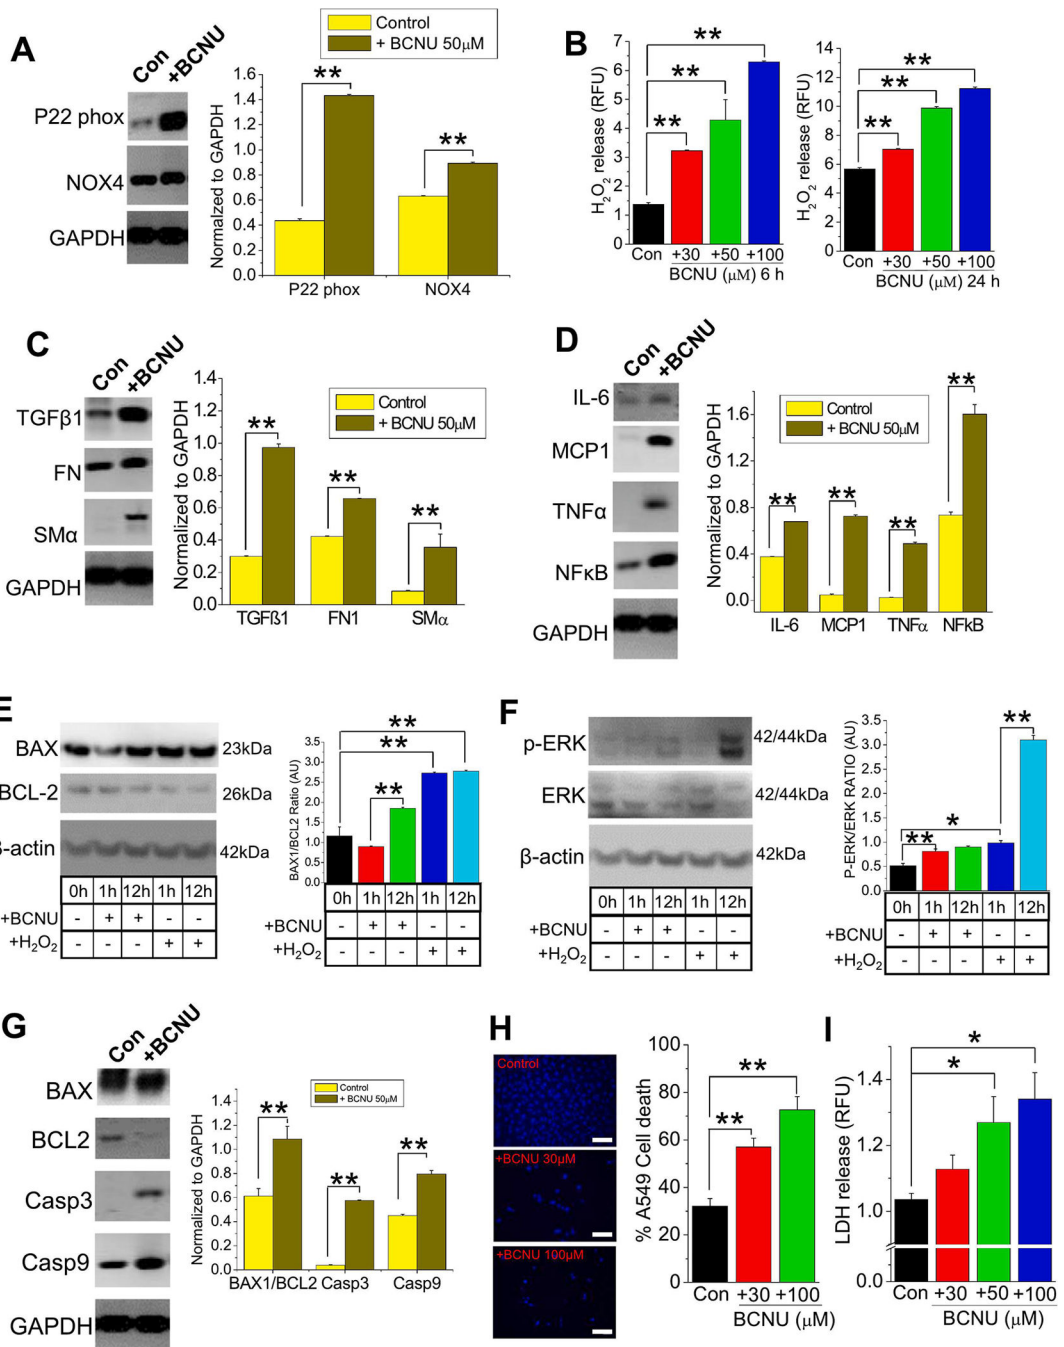 A
Con
+BCNU
P22 phox
NOX4
GAPDH
Control
+ BCNU 50μM
Normalized to GAPDH
1.6
1.4
1.2
1.0
0.8
0.6
0.4
0.2
0.0
**
**
P22 phox
NOX4
B
H₂O₂ release (RFU)
7
6
5
4
3
2
1
0
**
**
**
Con
+30
+50
+100
BCNU (μM) 6 h
H₂O₂ release (RFU)
14
12
10
8
6
4
2
0
**
**
**
Con
+30
+50
+100
BCNU (μM) 24 h
C
Con
+BCNU
TGFβ1
FN
SMα
GAPDH
Normalized to GAPDH
1.4
1.2
1.0
0.8
0.6
0.4
0.2
0.0
Control
+ BCNU 50μM
**
**
**
TGFß1
FN1
SMα
D
Con
+BCNU
IL-6
MCP1
TNFα
NFκB
GAPDH
Normalized to GAPDH
1.6
1.2
0.8
0.4
0.0
Control
+ BCNU 50μM
**
**
**
**
IL-6
MCP1
TNFα
NFkB
E
BAX
23kDa
BCL-2
26kDa
β-actin
42kDa
0h 1h 12h 1h 12h
+BCNU - + + - -
+H₂O₂ - - - + +
BAX1/BCL2 Ratio (AU)
3.5
3.0
2.5
2.0
1.5
1.0
0.5
0.0
**
**
**
0h 1h 12h 1h 12h
+BCNU - + + - -
+H₂O₂ - - - + +
F
p-ERK
42/44kDa
ERK
42/44kDa
β-actin
42kDa
0h 1h 12h 1h 12h
+BCNU - + + - -
+H₂O₂ - - - + +
P-ERK/ERK RATIO (AU)
3.5
3.0
2.5
2.0
1.5
1.0
0.5
0.0
**
*
**
0h 1h 12h 1h 12h
+BCNU - + + - -
+H₂O₂ - - - + +
G
Con
+BCNU
BAX
BCL2
Casp3
Casp9
GAPDH
Normalized to GAPDH
1.4
1.2
1.0
0.8
0.6
0.4
0.2
0.0
Control
+ BCNU 50μM
**
**
**
BAX1/BCL2
Casp3
Casp9
H
Control
+BCNU 30μM
+BCNU 100μM
% A549 Cell death
100
80
60
40
20
0
**
**
Con
+30
+100
BCNU (μM)
I
LDH release (RFU)
1.4
1.2
1.0
0.0
*
*
Con
+30
+50
+100
BCNU (μM)